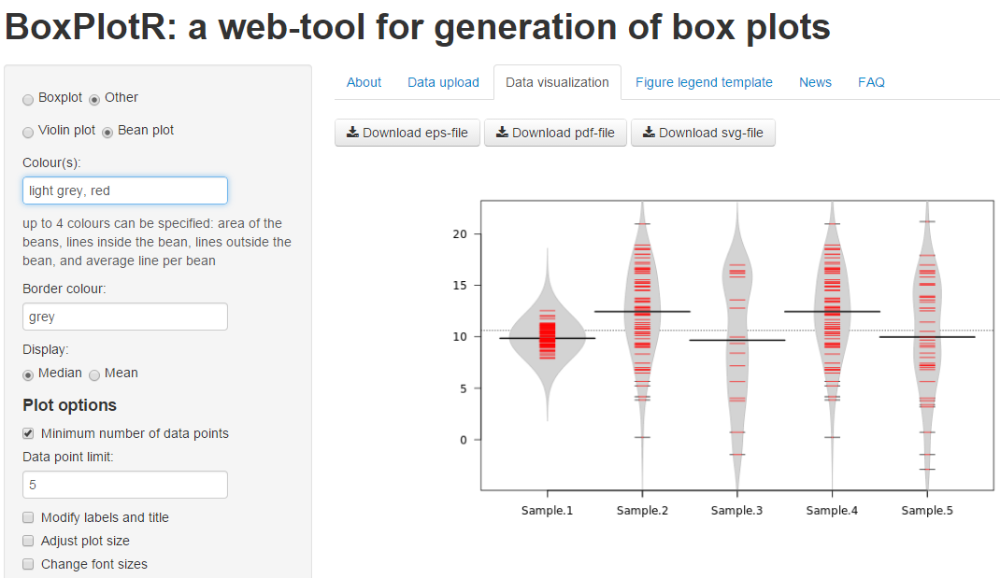 BoxPlotR: a web-tool for generation of box plots
Boxplot Other
Violin plot Bean plot
Colour(s):
light grey, red
up to 4 colours can be specified: area of the
beans, lines inside the bean, lines outside the
bean, and average line per bean
Border colour:
grey
Display:
Median Mean
Plot options
Minimum number of data points
Data point limit:
5
Modify labels and title
Adjust plot size
Change font sizes
About Data upload Data visualization Figure legend template News FAQ
Download eps-file Download pdf-file Download svg-file
20
15
10
5
0
Sample.1 Sample.2 Sample.3 Sample.4 Sample.5